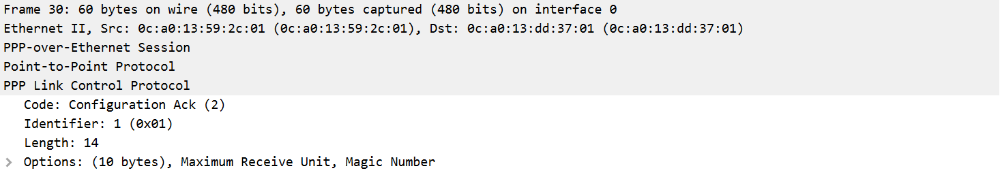 Frame 30: 60 bytes on wire (480 bits), 60 bytes captured (480 bits) on interface 0
Ethernet II, Src: 0c:a0:13:59:2c:01 (0c:a0:13:59:2c:01), Dst: 0c:a0:13:dd:37:01 (0c:a0:13:dd:37:01)
PPP-over-Ethernet Session
Point-to-Point Protocol
PPP Link Control Protocol
Code: Configuration Ack (2)
Identifier: 1 (0x01)
Length: 14
Options: (10 bytes), Maximum Receive Unit, Magic Number